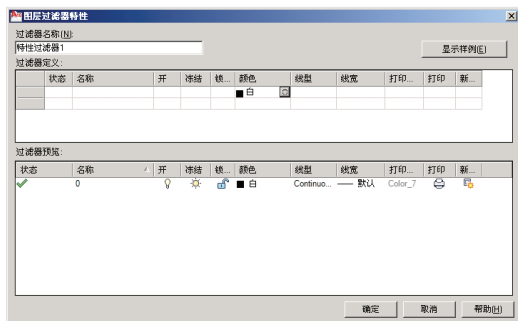 图层过滤器特性
过滤器名称(N):
特性过滤器1
显示样例(E)
过滤器定义:
状态 名称 开 冻结 锁... 颜色 线型 线宽 打印... 打印 新...
白
过滤器预览:
状态 名称 开 冻结 锁... 颜色 线型 线宽 打印... 打印 新...
0 白 Continuo... 默认 Color_7
确定 取消 帮助(H)